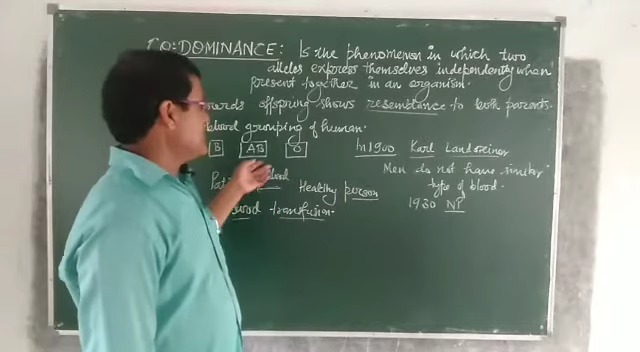 CO-DOMINANCE: Is the phenomenon in which two
alleles express themselves independently when
present together in an organism.
offspring shows resemblance to both parents.
blood grouping of human.
B AB O In 1900 Karl Landsteiner
Men do not have similar
type of blood.
blood Healthy person
transfusion. 1930 NP